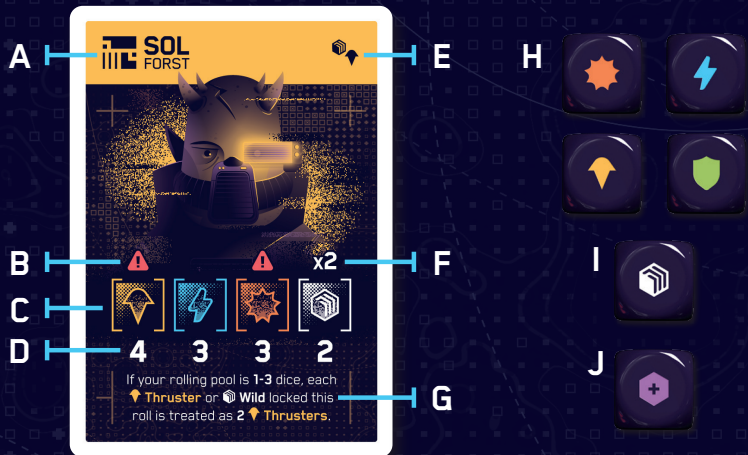 A
SOL
FORST
E
H
B
x2
F
C
I
D
4 3 3 2
J
If your rolling pool is 1-3 dice, each
Thruster or Wild locked this
roll is treated as 2 Thrusters.
G